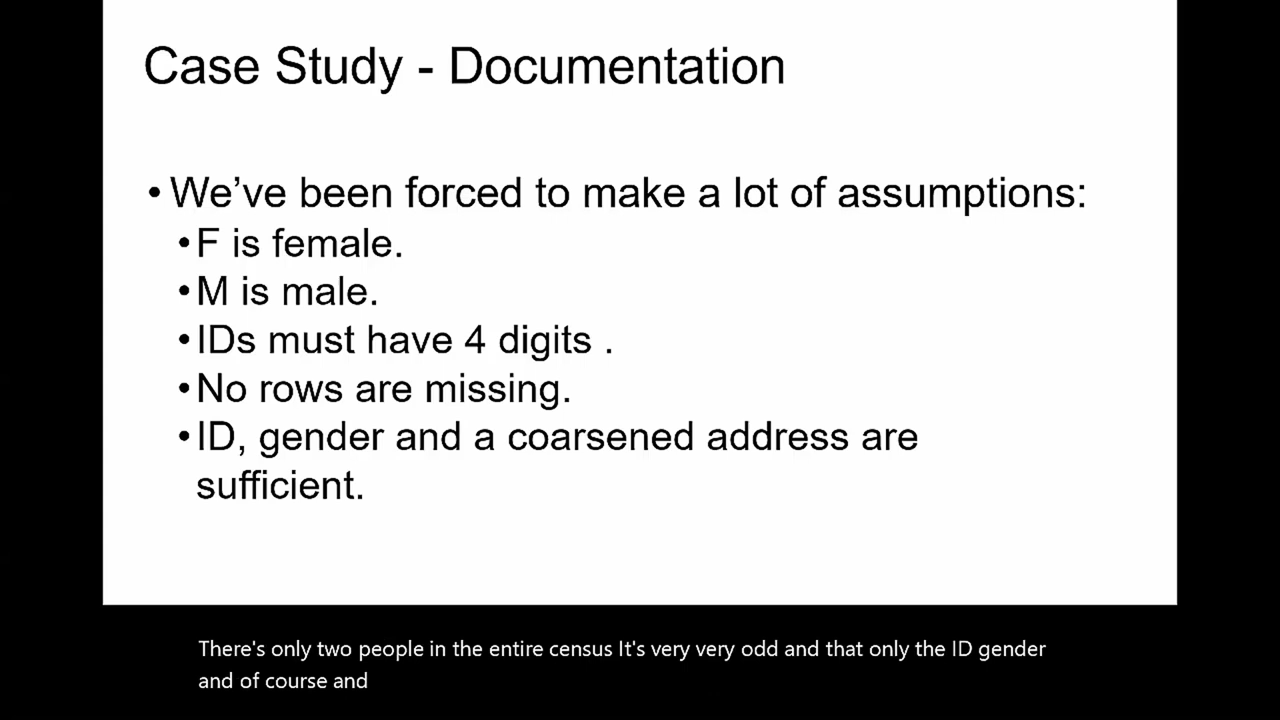 Case Study - Documentation
• We’ve been forced to make a lot of assumptions:
• F is female.
• M is male.
• IDs must have 4 digits .
• No rows are missing.
• ID, gender and a coarsened address are
sufficient.
There's only two people in the entire census It's very very odd and that only the ID gender
and of course and